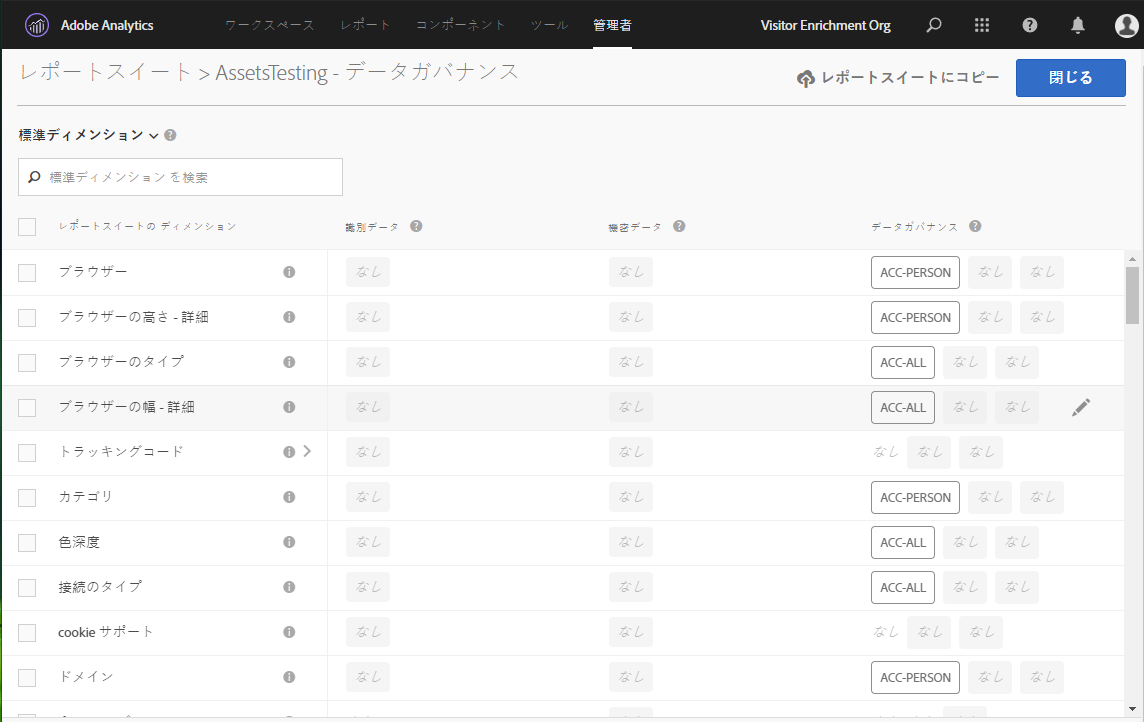 Adobe Analytics ワークスペース レポート コンポーネント ツール 管理者 Visitor Enrichment Org
レポートスイート > AssetsTesting - データガバナンス レポートスイートにコピー 閉じる
標準ディメンション
標準ディメンション を検索
レポートスイートの ディメンション 識別データ 機密データ データガバナンス
ブラウザー なし なし ACC-PERSON なし なし
ブラウザーの高さ - 詳細 なし なし ACC-PERSON なし なし
ブラウザーのタイプ なし なし ACC-ALL なし なし
ブラウザーの幅 - 詳細 なし なし ACC-ALL なし なし
トラッキングコード なし なし なし なし なし
カテゴリ なし なし ACC-PERSON なし なし
色深度 なし なし ACC-ALL なし なし
接続のタイプ なし なし ACC-ALL なし なし
cookie サポート なし なし なし なし なし
ドメイン なし なし ACC-PERSON なし なし